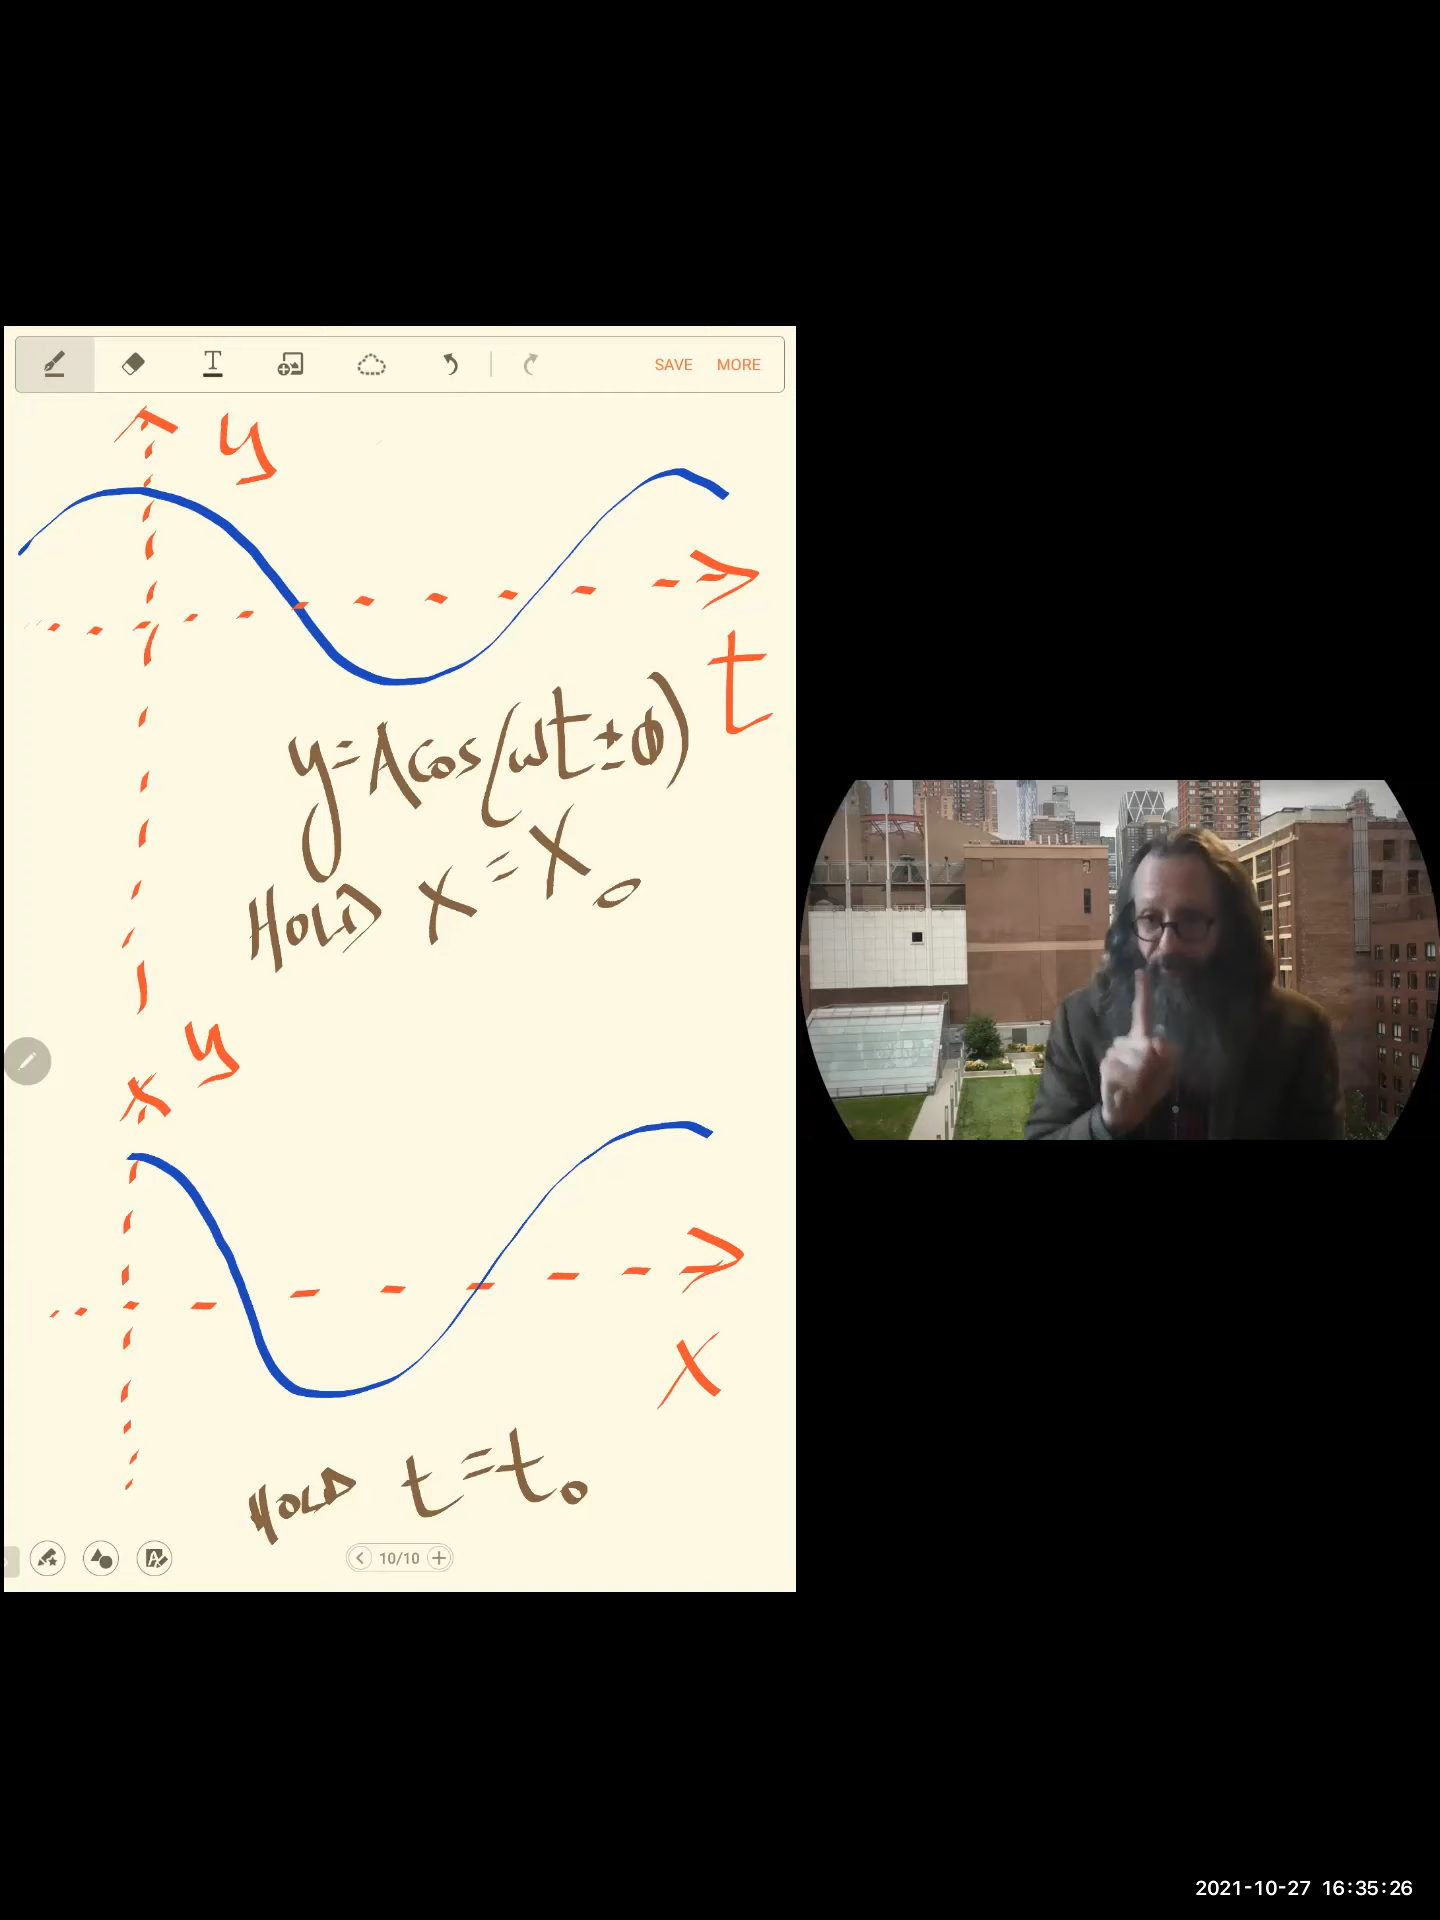 T SAVE MORE
y
t
y=Acos(ωt±φ)
HOLD x=x₀
y
x
HOLD t=t₀
10/10
2021-10-27 16:35:26